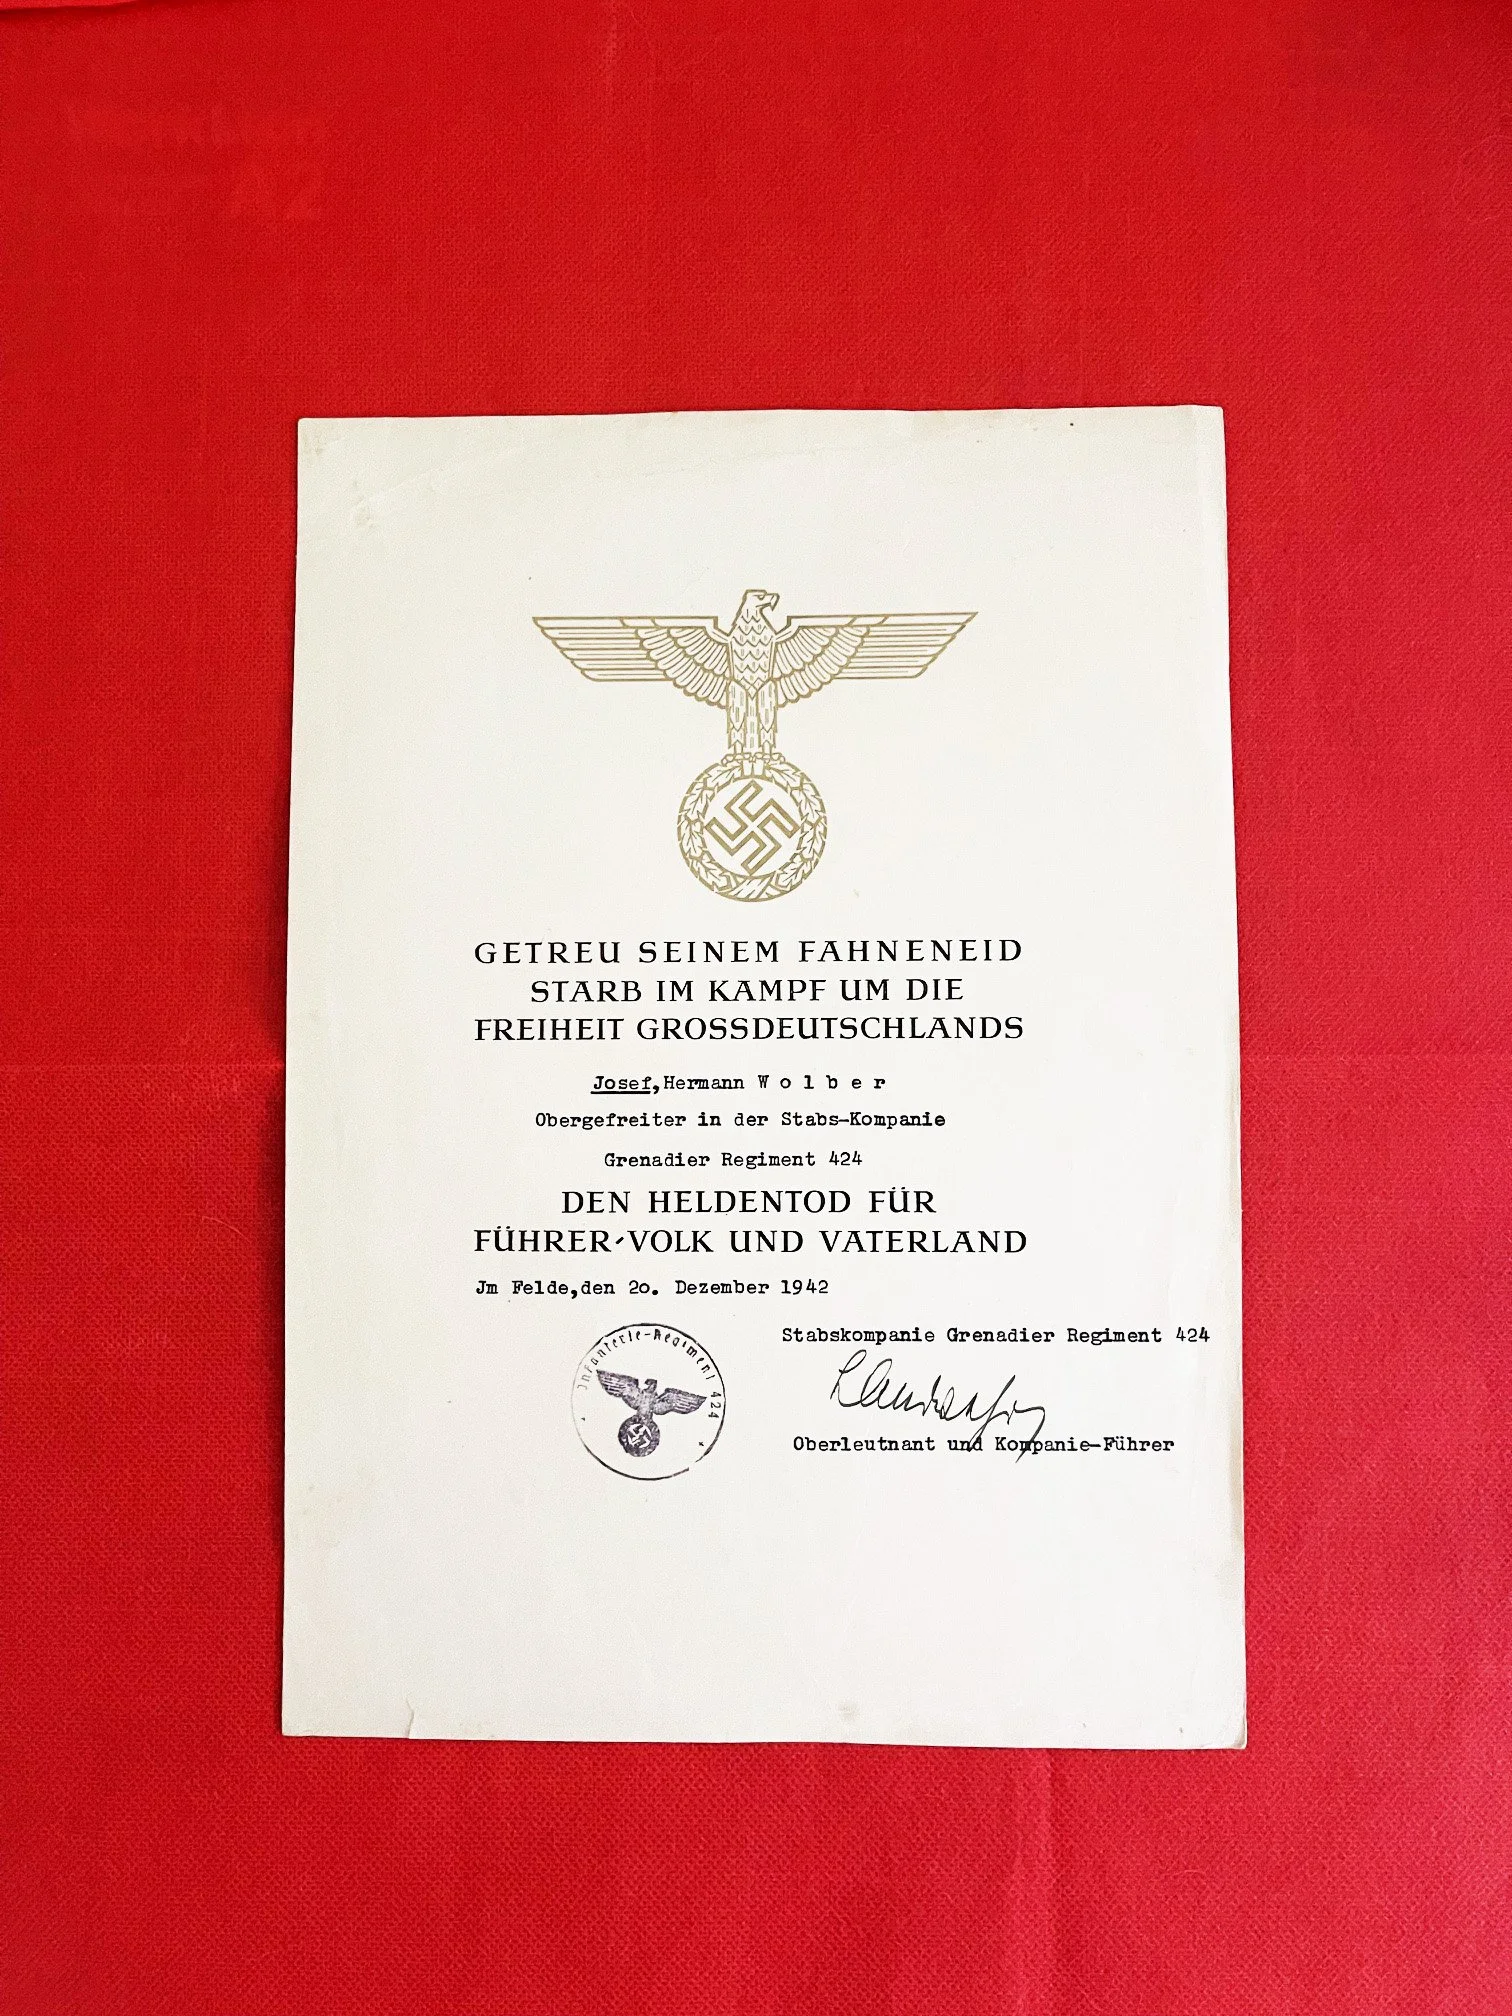 GETREU SEINEM FAHNENEID
STARB IM KAMPF UM DIE
FREIHEIT GROSSDEUTSCHLANDS
Josef,Hermann W o l b e r
Obergefreiter in der Stabs-Kompanie
Grenadier Regiment 424
DEN HELDENTOD FÜR
FÜHRER-VOLK UND VATERLAND
Jm Felde,den 2o. Dezember 1942
Stabskompanie Grenadier Regiment 424
Oberleutnant und Kompanie-Führer
Infanterie-Regiment 424